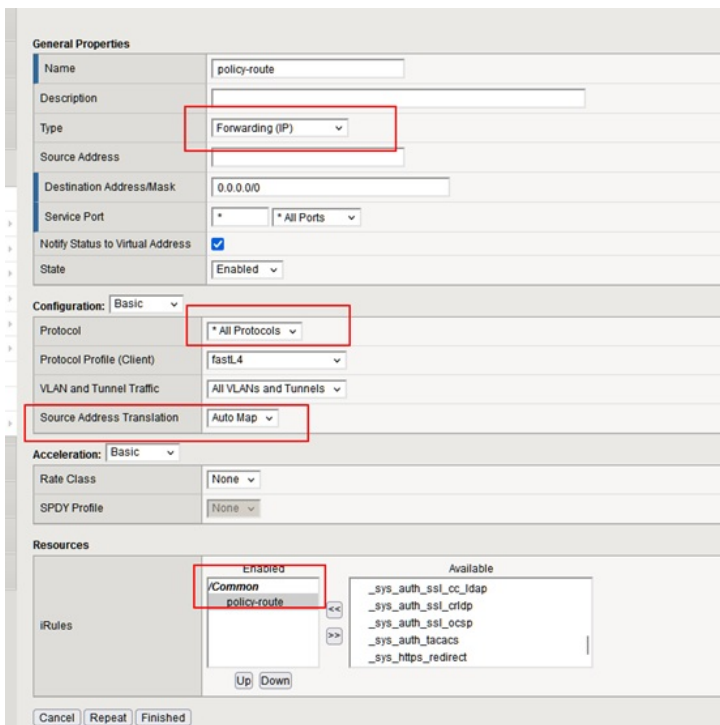 General Properties
Name policy-route
Description
Type Forwarding (IP)
Source Address
Destination Address/Mask 0.0.0.0/0
Service Port * * All Ports
Notify Status to Virtual Address
State Enabled
Configuration: Basic
Protocol * All Protocols
Protocol Profile (Client) fastL4
VLAN and Tunnel Traffic All VLANs and Tunnels
Source Address Translation Auto Map
Acceleration: Basic
Rate Class None
SPDY Profile None
Resources
Enabled Available
/Common _sys_auth_ssl_cc_ldap
policy-route _sys_auth_ssl_crldp
<< _sys_auth_ssl_ocsp
iRules >> _sys_auth_tacacs
_sys_https_redirect
Up Down
Cancel Repeat Finished